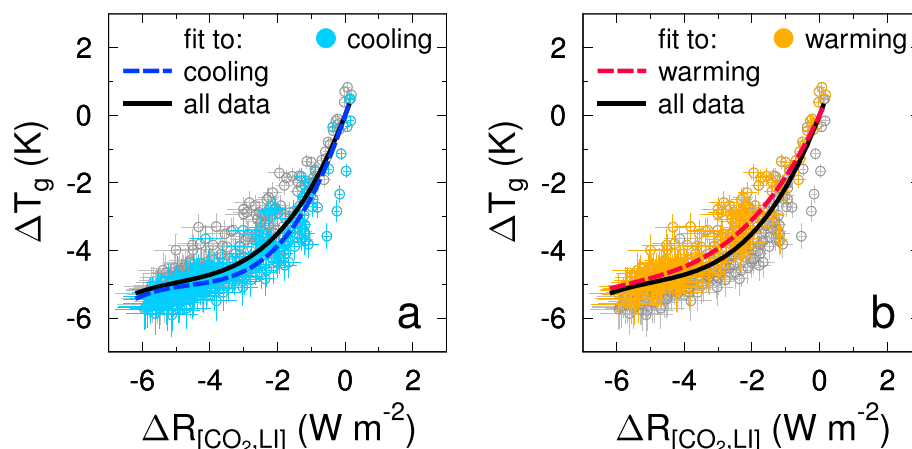 fit to:
cooling
cooling
all data
2
0
-2
-4
-6
ΔTg (K)
a
-6 -4 -2 0 2
ΔR[CO2,LI] (W m-2)
fit to:
warming
warming
all data
2
0
-2
-4
-6
ΔTg (K)
b
-6 -4 -2 0 2
ΔR[CO2,LI] (W m-2)